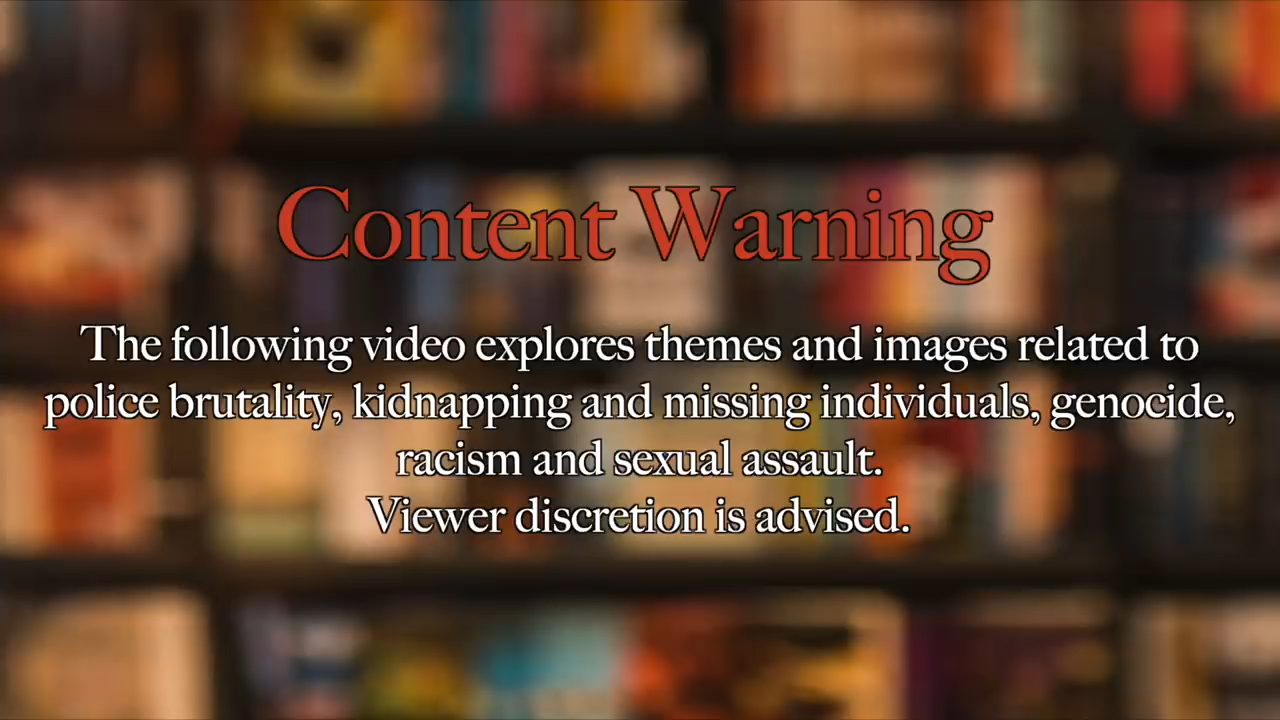 Content Warning
The following video explores themes and images related to
police brutality, kidnapping and missing individuals, genocide,
racism and sexual assault.
Viewer discretion is advised.